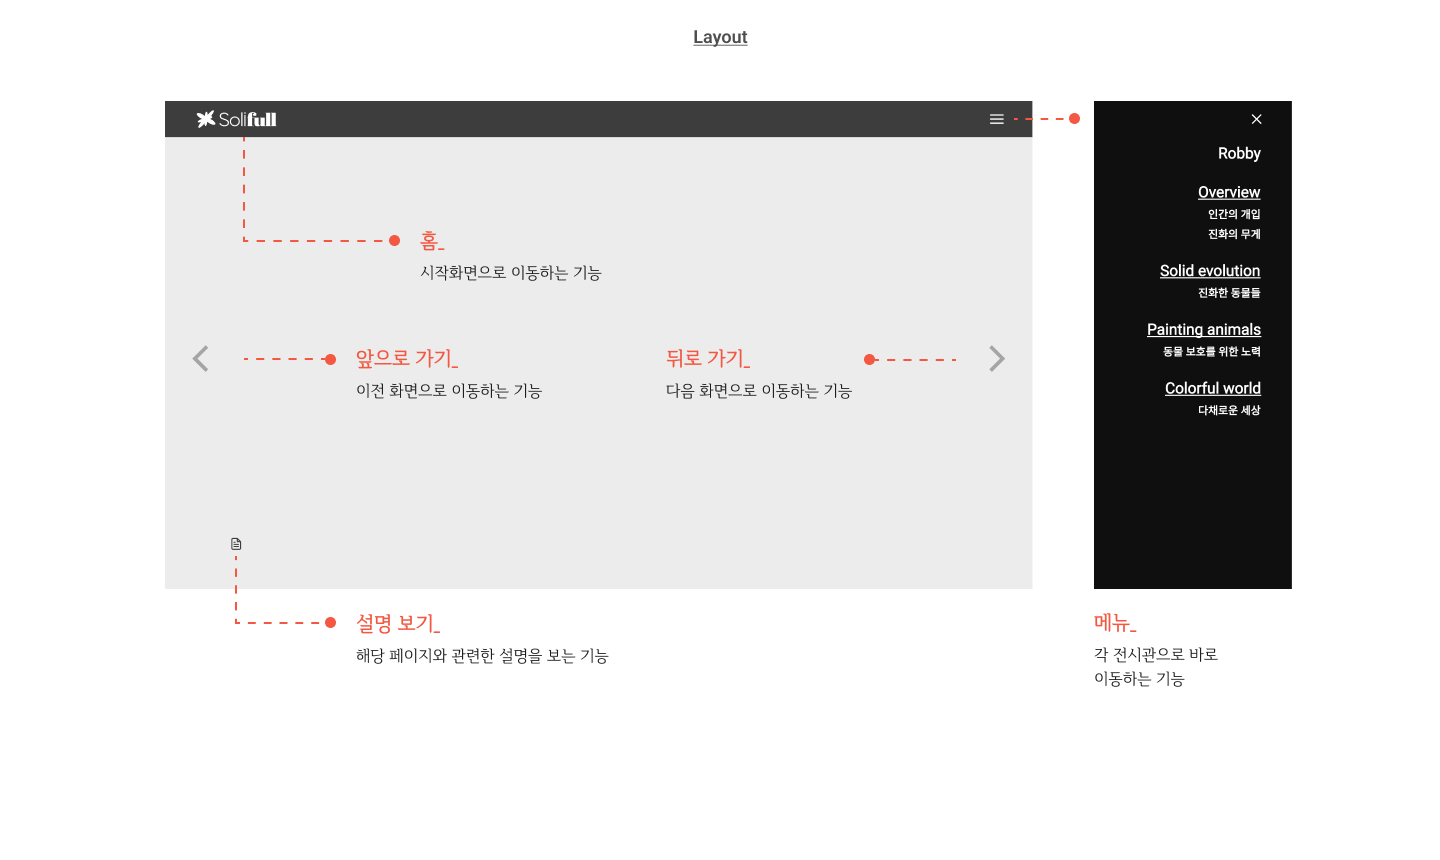 Layout
Solifull
홈_
시작화면으로 이동하는 기능
앞으로 가기_
이전 화면으로 이동하는 기능
뒤로 가기_
다음 화면으로 이동하는 기능
설명 보기_
해당 페이지와 관련한 설명을 보는 기능
Robby
Overview
인간의 개입
진화의 무게
Solid evolution
진화한 동물들
Painting animals
동물 보호를 위한 노력
Colorful world
다채로운 세상
메뉴_
각 전시관으로 바로
이동하는 기능